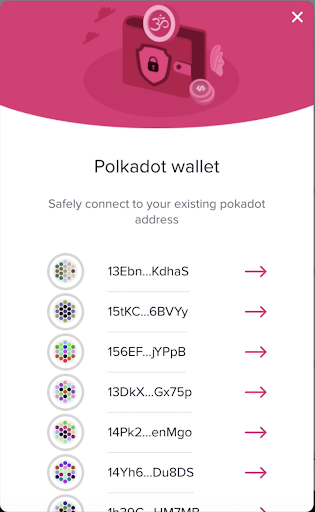 Polkadot wallet
Safely connect to your existing pokadot
address
13Ebn...KdhaS
15tKC...6BVYy
156EF...jYPpB
13DkX...Gx75p
14Pk2...enMgo
14Yh6...Du8DS